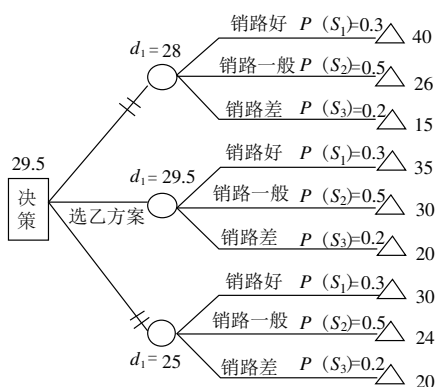 销路好 P (S₁)=0.3 40
d₁ = 28
销路一般 P (S₂)=0.5 26
销路差 P (S₃)=0.2 15
销路好 P (S₁)=0.3 35
29.5
d₁ = 29.5
决策
选乙方案
销路一般 P (S₂)=0.5 30
销路差 P (S₃)=0.2 20
销路好 P (S₁)=0.3 30
销路一般 P (S₂)=0.5 24
d₁ = 25
销路差 P (S₃)=0.2 20